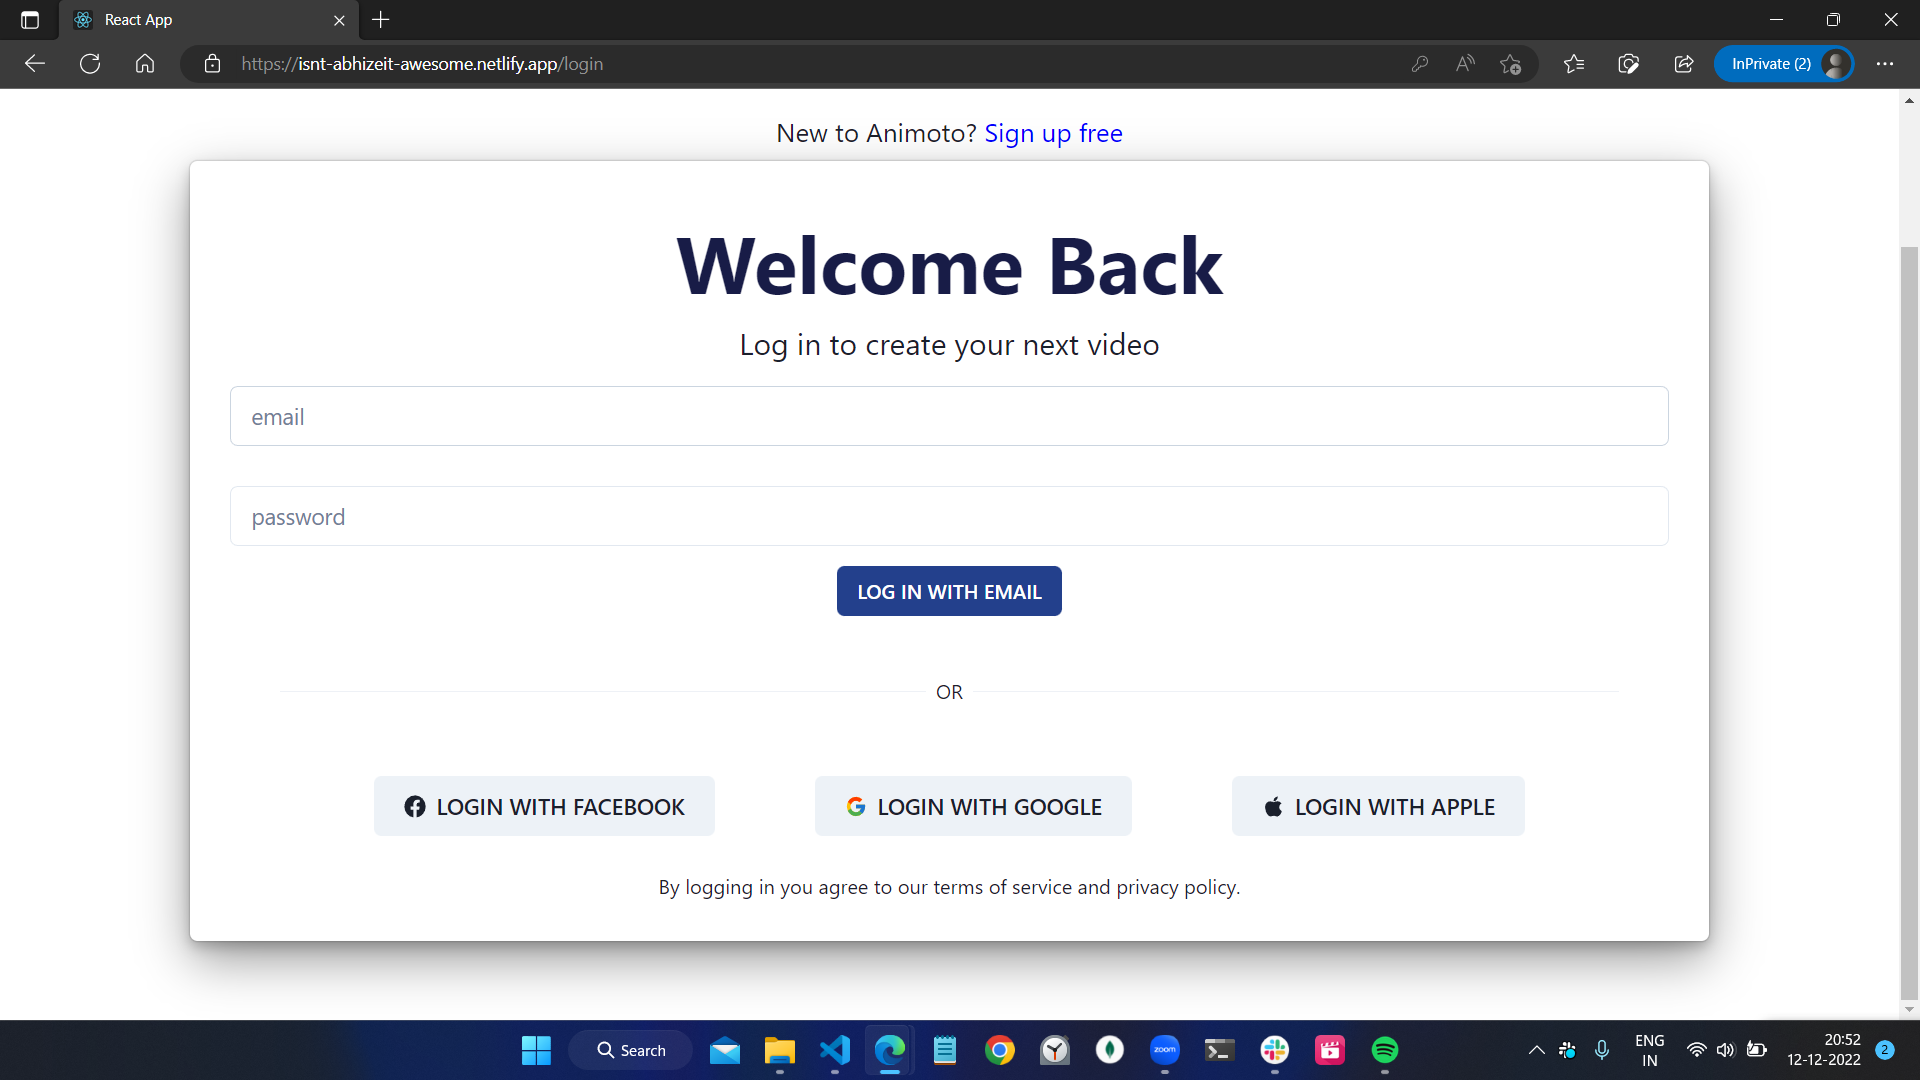 React App
https://isnt-abhizeit-awesome.netlify.app/login
InPrivate (2)
New to Animoto? Sign up free
Welcome Back
Log in to create your next video
email
password
LOG IN WITH EMAIL
OR
LOGIN WITH FACEBOOK
LOGIN WITH GOOGLE
LOGIN WITH APPLE
By logging in you agree to our terms of service and privacy policy.
Search
zoom
ENG
IN
20:52
12-12-2022
2